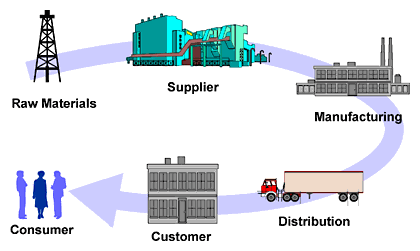 Raw Materials
Supplier
Manufacturing
Distribution
Customer
Consumer